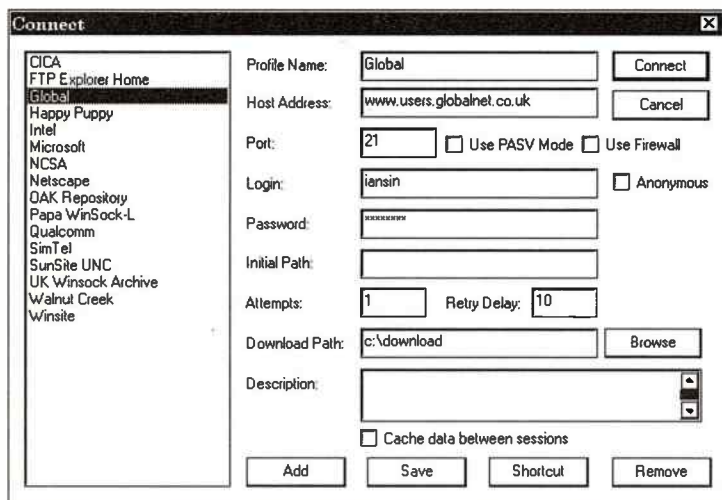 Connect
CICA
FTP Explorer Home
Global
Happy Puppy
Intel
Microsoft
NCSA
Netscape
OAK Repository
Papa WinSock-L
Qualcomm
SimTel
SunSite UNC
UK Winsock Archive
Walnut Creek
Winsite
Profile Name: Global Connect
Host Address: www.users.globalnet.co.uk Cancel
Port: 21 Use PASV Mode Use Firewall
Login: iansin Anonymous
Password: xxxxxxxx
Initial Path:
Attempts: 1 Retry Delay: 10
Download Path: c:\download Browse
Description:
Cache data between sessions
Add Save Shortcut Remove